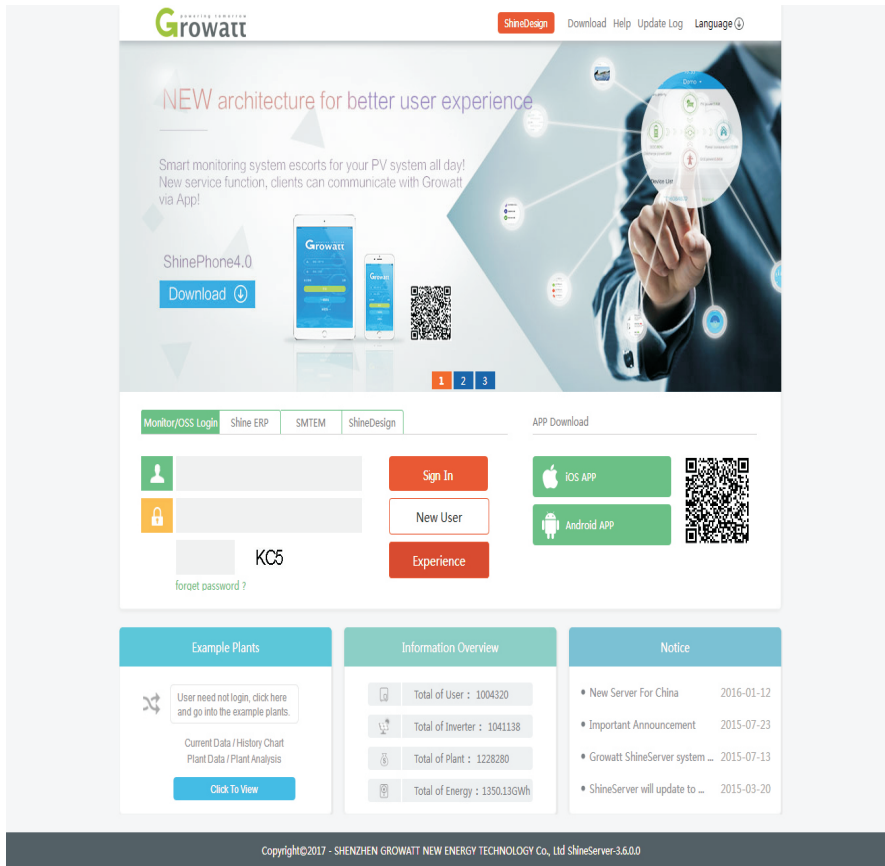 powering tomorrow
Growatt
ShineDesign Download Help Update Log Language
NEW architecture for better user experience
Smart monitoring system escorts for your PV system all day!
New service function, clients can communicate with Growatt
via App!
ShinePhone4.0
Download
Growatt
Growatt
Demo
Device List
1 2 3
Monitor/OSS Login Shine ERP SMTEM ShineDesign
APP Download
Sign In
iOS APP
New User
Android APP
KC5
Experience
forget password ?
Example Plants
User need not login, click here
and go into the example plants.
Current Data / History Chart
Plant Data / Plant Analysis
Click To View
Information Overview
Total of User : 1004320
Total of Inverter : 1041138
Total of Plant : 1228280
Total of Energy : 1350.13GWh
Notice
• New Server For China 2016-01-12
• Important Announcement 2015-07-23
• Growatt ShineServer system ... 2015-07-13
• ShineServer will update to ... 2015-03-20
Copyright©2017 - SHENZHEN GROWATT NEW ENERGY TECHNOLOGY Co., Ltd ShineServer-3.6.0.0